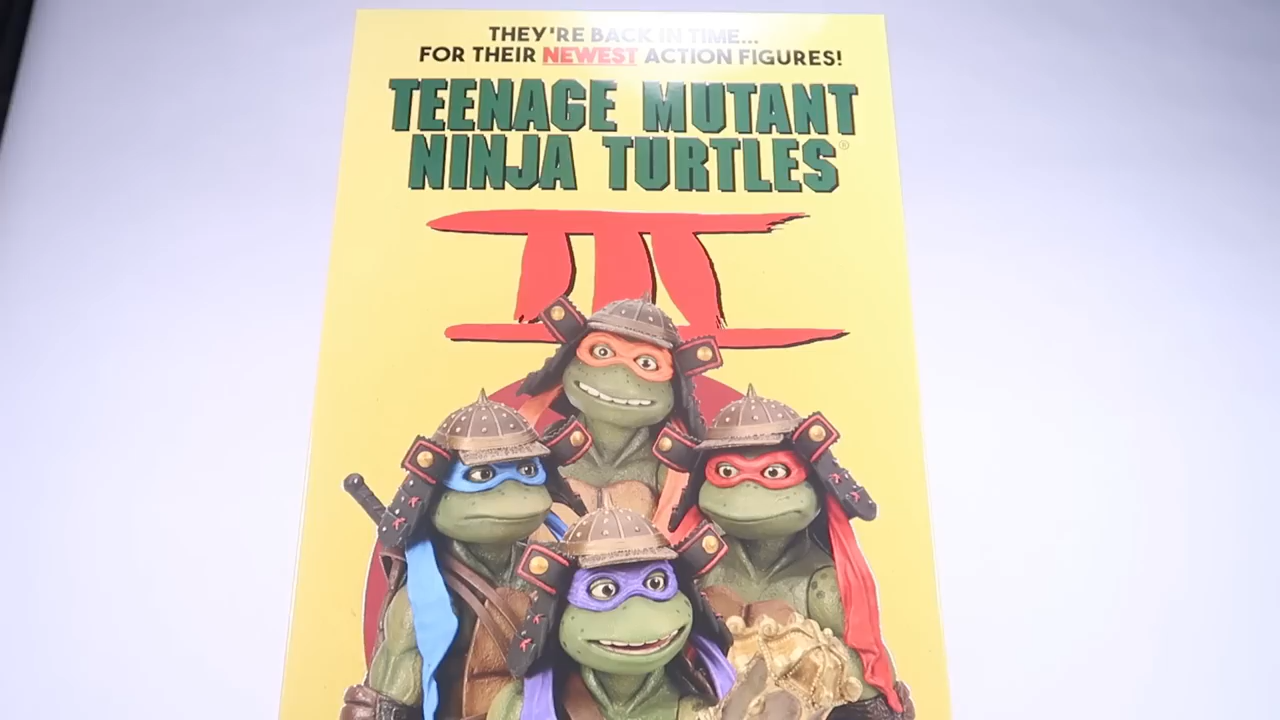 THEY'RE BACK IN TIME...
FOR THEIR NEWEST ACTION FIGURES!
TEENAGE MUTANT
NINJA TURTLES®
III